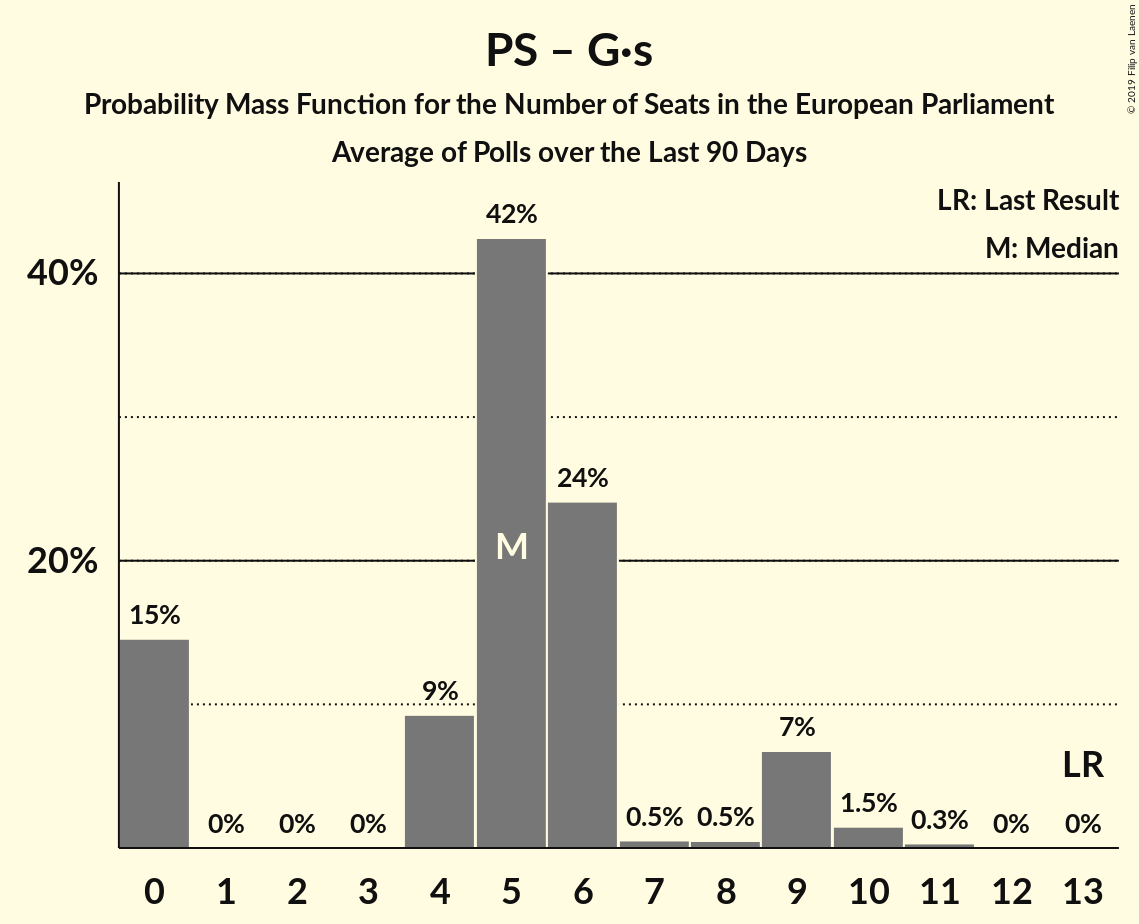 PS – G·s
Probability Mass Function for the Number of Seats in the European Parliament
Average of Polls over the Last 90 Days
© 2019 Filip van Laenen
LR: Last Result
M: Median
42%
40%
24%
M
20%
15%
9%
7%
LR
0% 0% 0% 0.5% 0.5% 1.5% 0.3% 0% 0%
0 1 2 3 4 5 6 7 8 9 10 11 12 13